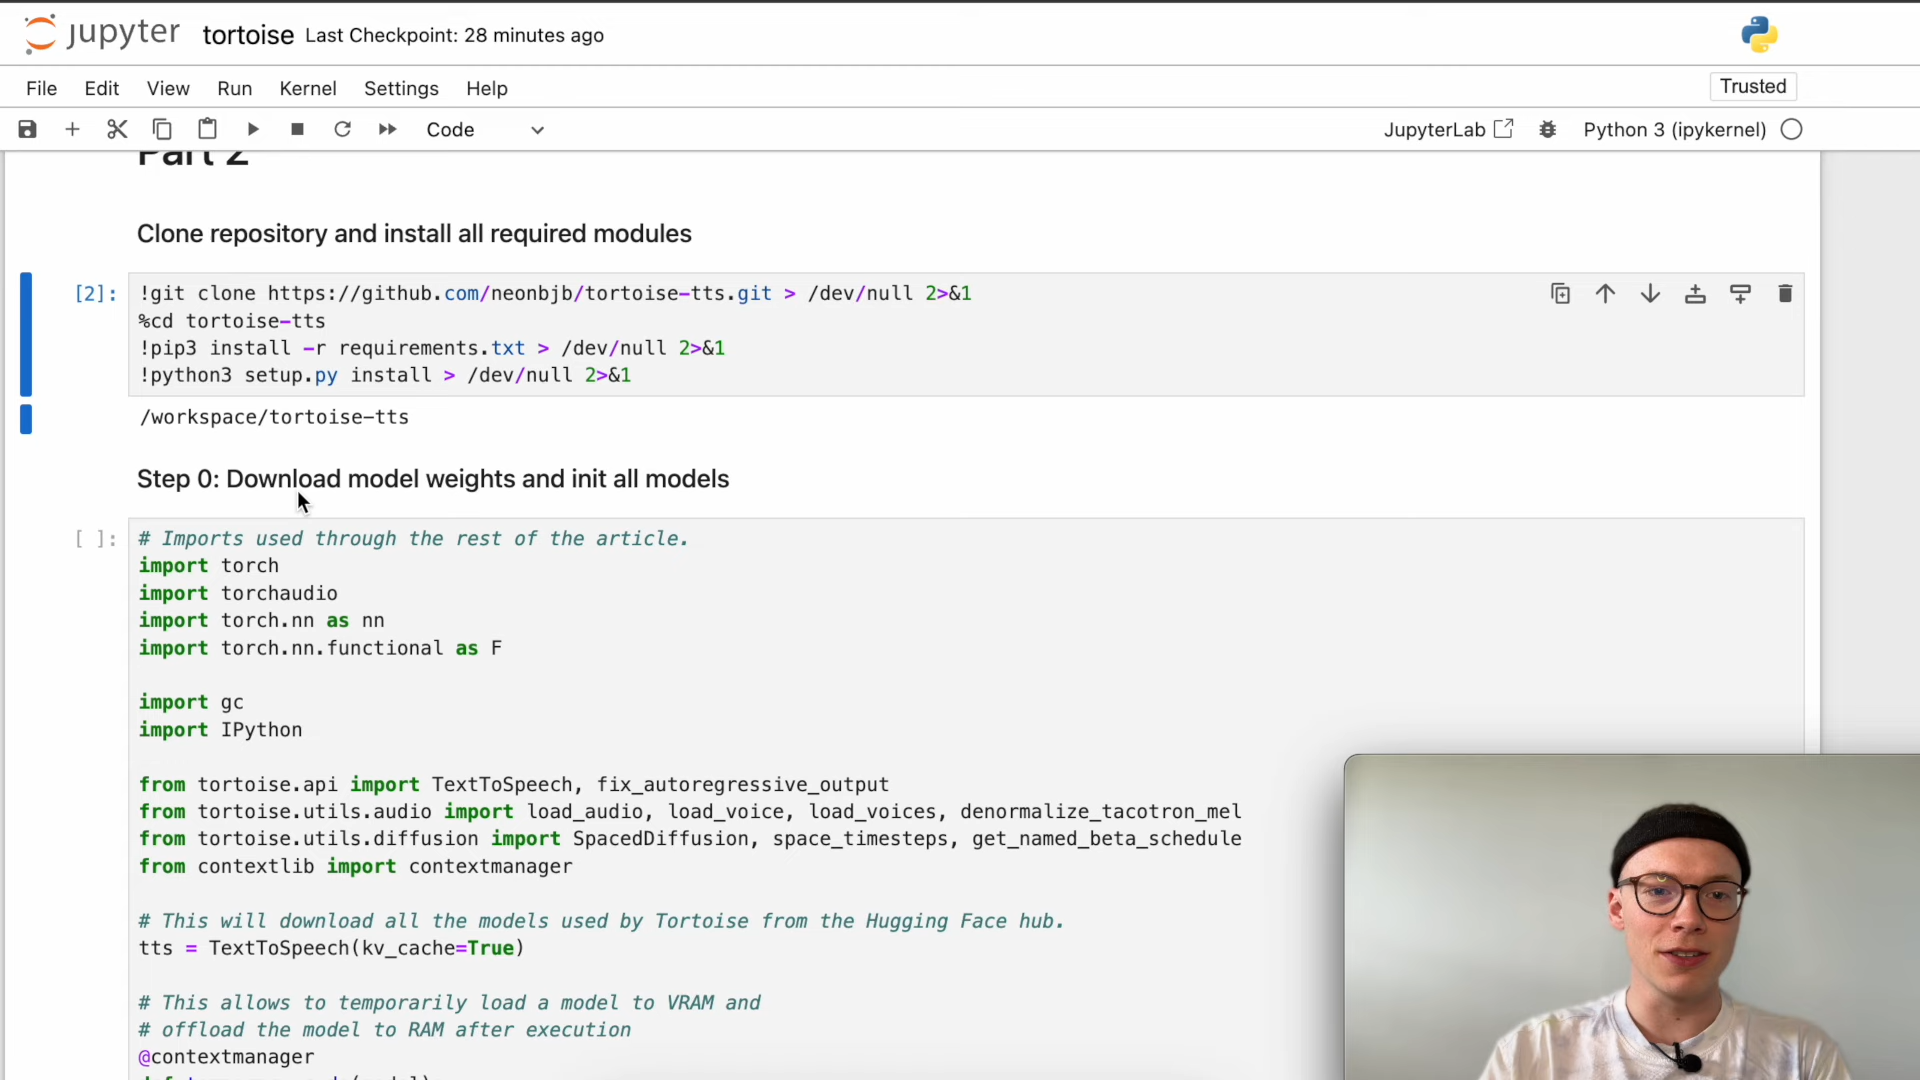 jupyter tortoise Last Checkpoint: 28 minutes ago
File Edit View Run Kernel Settings Help
Trusted
Code
JupyterLab Python 3 (ipykernel)
Part 2
Clone repository and install all required modules
[2]: !git clone https://github.com/neonbjb/tortoise-tts.git > /dev/null 2>&1
%cd tortoise-tts
!pip3 install -r requirements.txt > /dev/null 2>&1
!python3 setup.py install > /dev/null 2>&1
/workspace/tortoise-tts
Step 0: Download model weights and init all models
[ ]: # Imports used through the rest of the article.
import torch
import torchaudio
import torch.nn as nn
import torch.nn.functional as F
import gc
import IPython
from tortoise.api import TextToSpeech, fix_autoregressive_output
from tortoise.utils.audio import load_audio, load_voice, load_voices, denormalize_tacotron_mel
from tortoise.utils.diffusion import SpacedDiffusion, space_timesteps, get_named_beta_schedule
from contextlib import contextmanager
# This will download all the models used by Tortoise from the Hugging Face hub.
tts = TextToSpeech(kv_cache=True)
# This allows to temporarily load a model to VRAM and
# offload the model to RAM after execution
@contextmanager